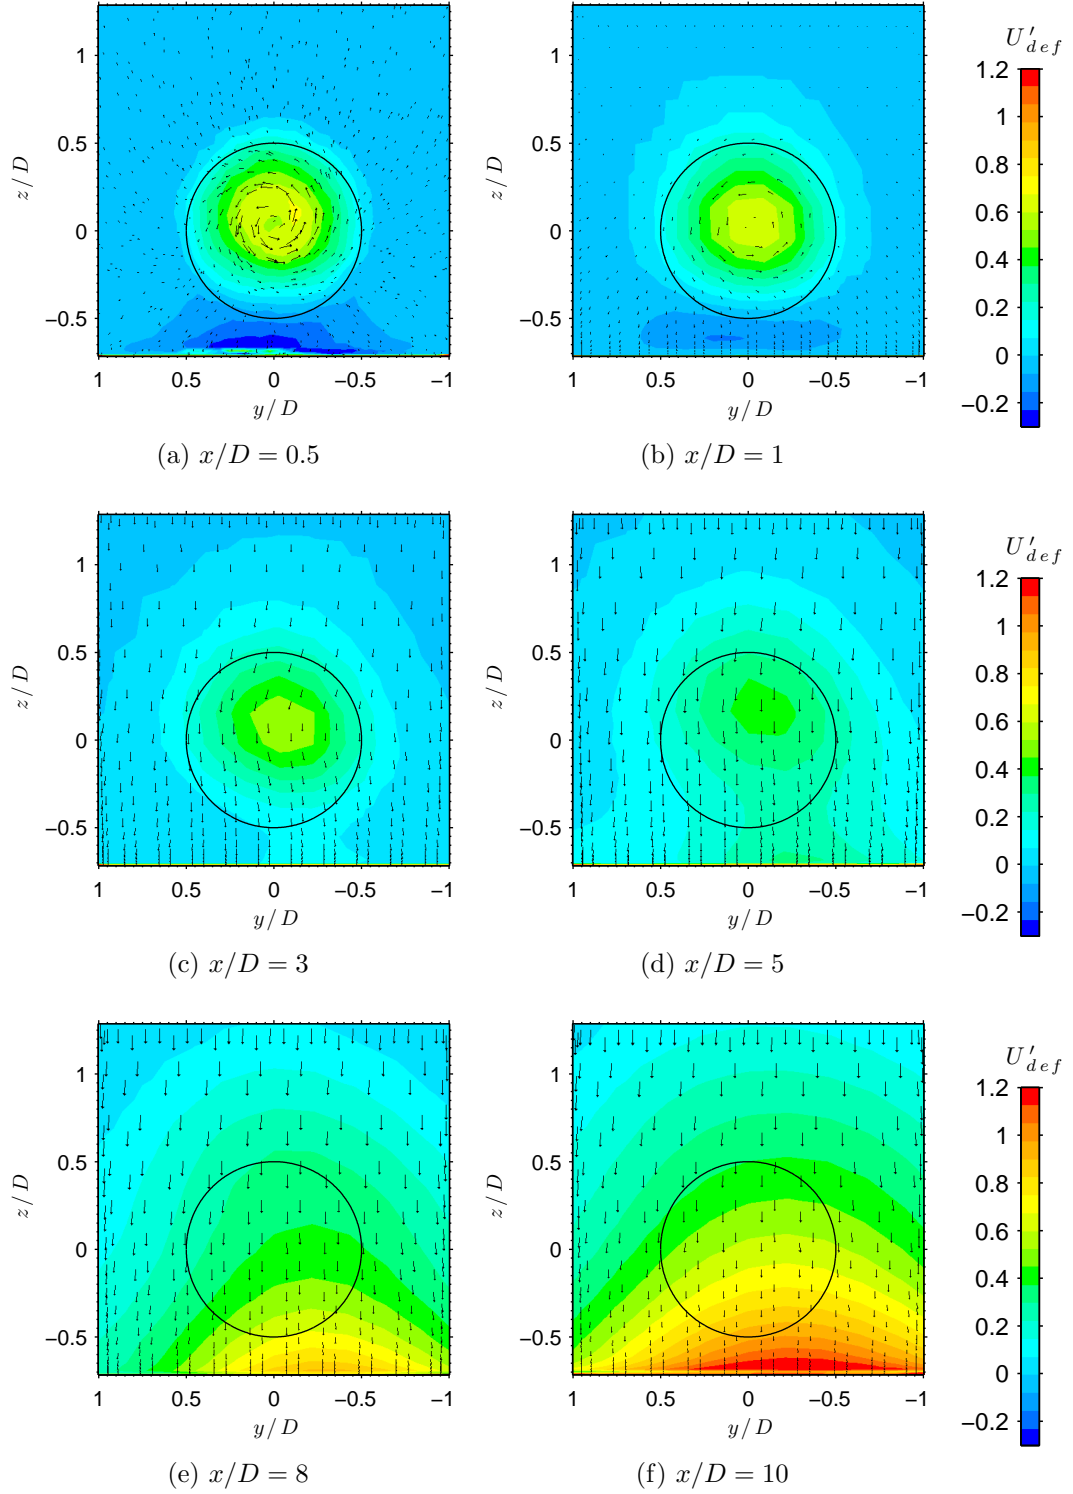 1
0.5
0
−0.5
z/D
1 0.5 0 −0.5 −1
y/D
(a) x/D = 0.5
1
0.5
0
−0.5
z/D
1 0.5 0 −0.5 −1
y/D
(b) x/D = 1
U′def
1.2
1
0.8
0.6
0.4
0.2
0
−0.2
1
0.5
0
−0.5
z/D
1 0.5 0 −0.5 −1
y/D
(c) x/D = 3
1
0.5
0
−0.5
z/D
1 0.5 0 −0.5 −1
y/D
(d) x/D = 5
U′def
1.2
1
0.8
0.6
0.4
0.2
0
−0.2
1
0.5
0
−0.5
z/D
1 0.5 0 −0.5 −1
y/D
(e) x/D = 8
1
0.5
0
−0.5
z/D
1 0.5 0 −0.5 −1
y/D
(f) x/D = 10
U′def
1.2
1
0.8
0.6
0.4
0.2
0
−0.2